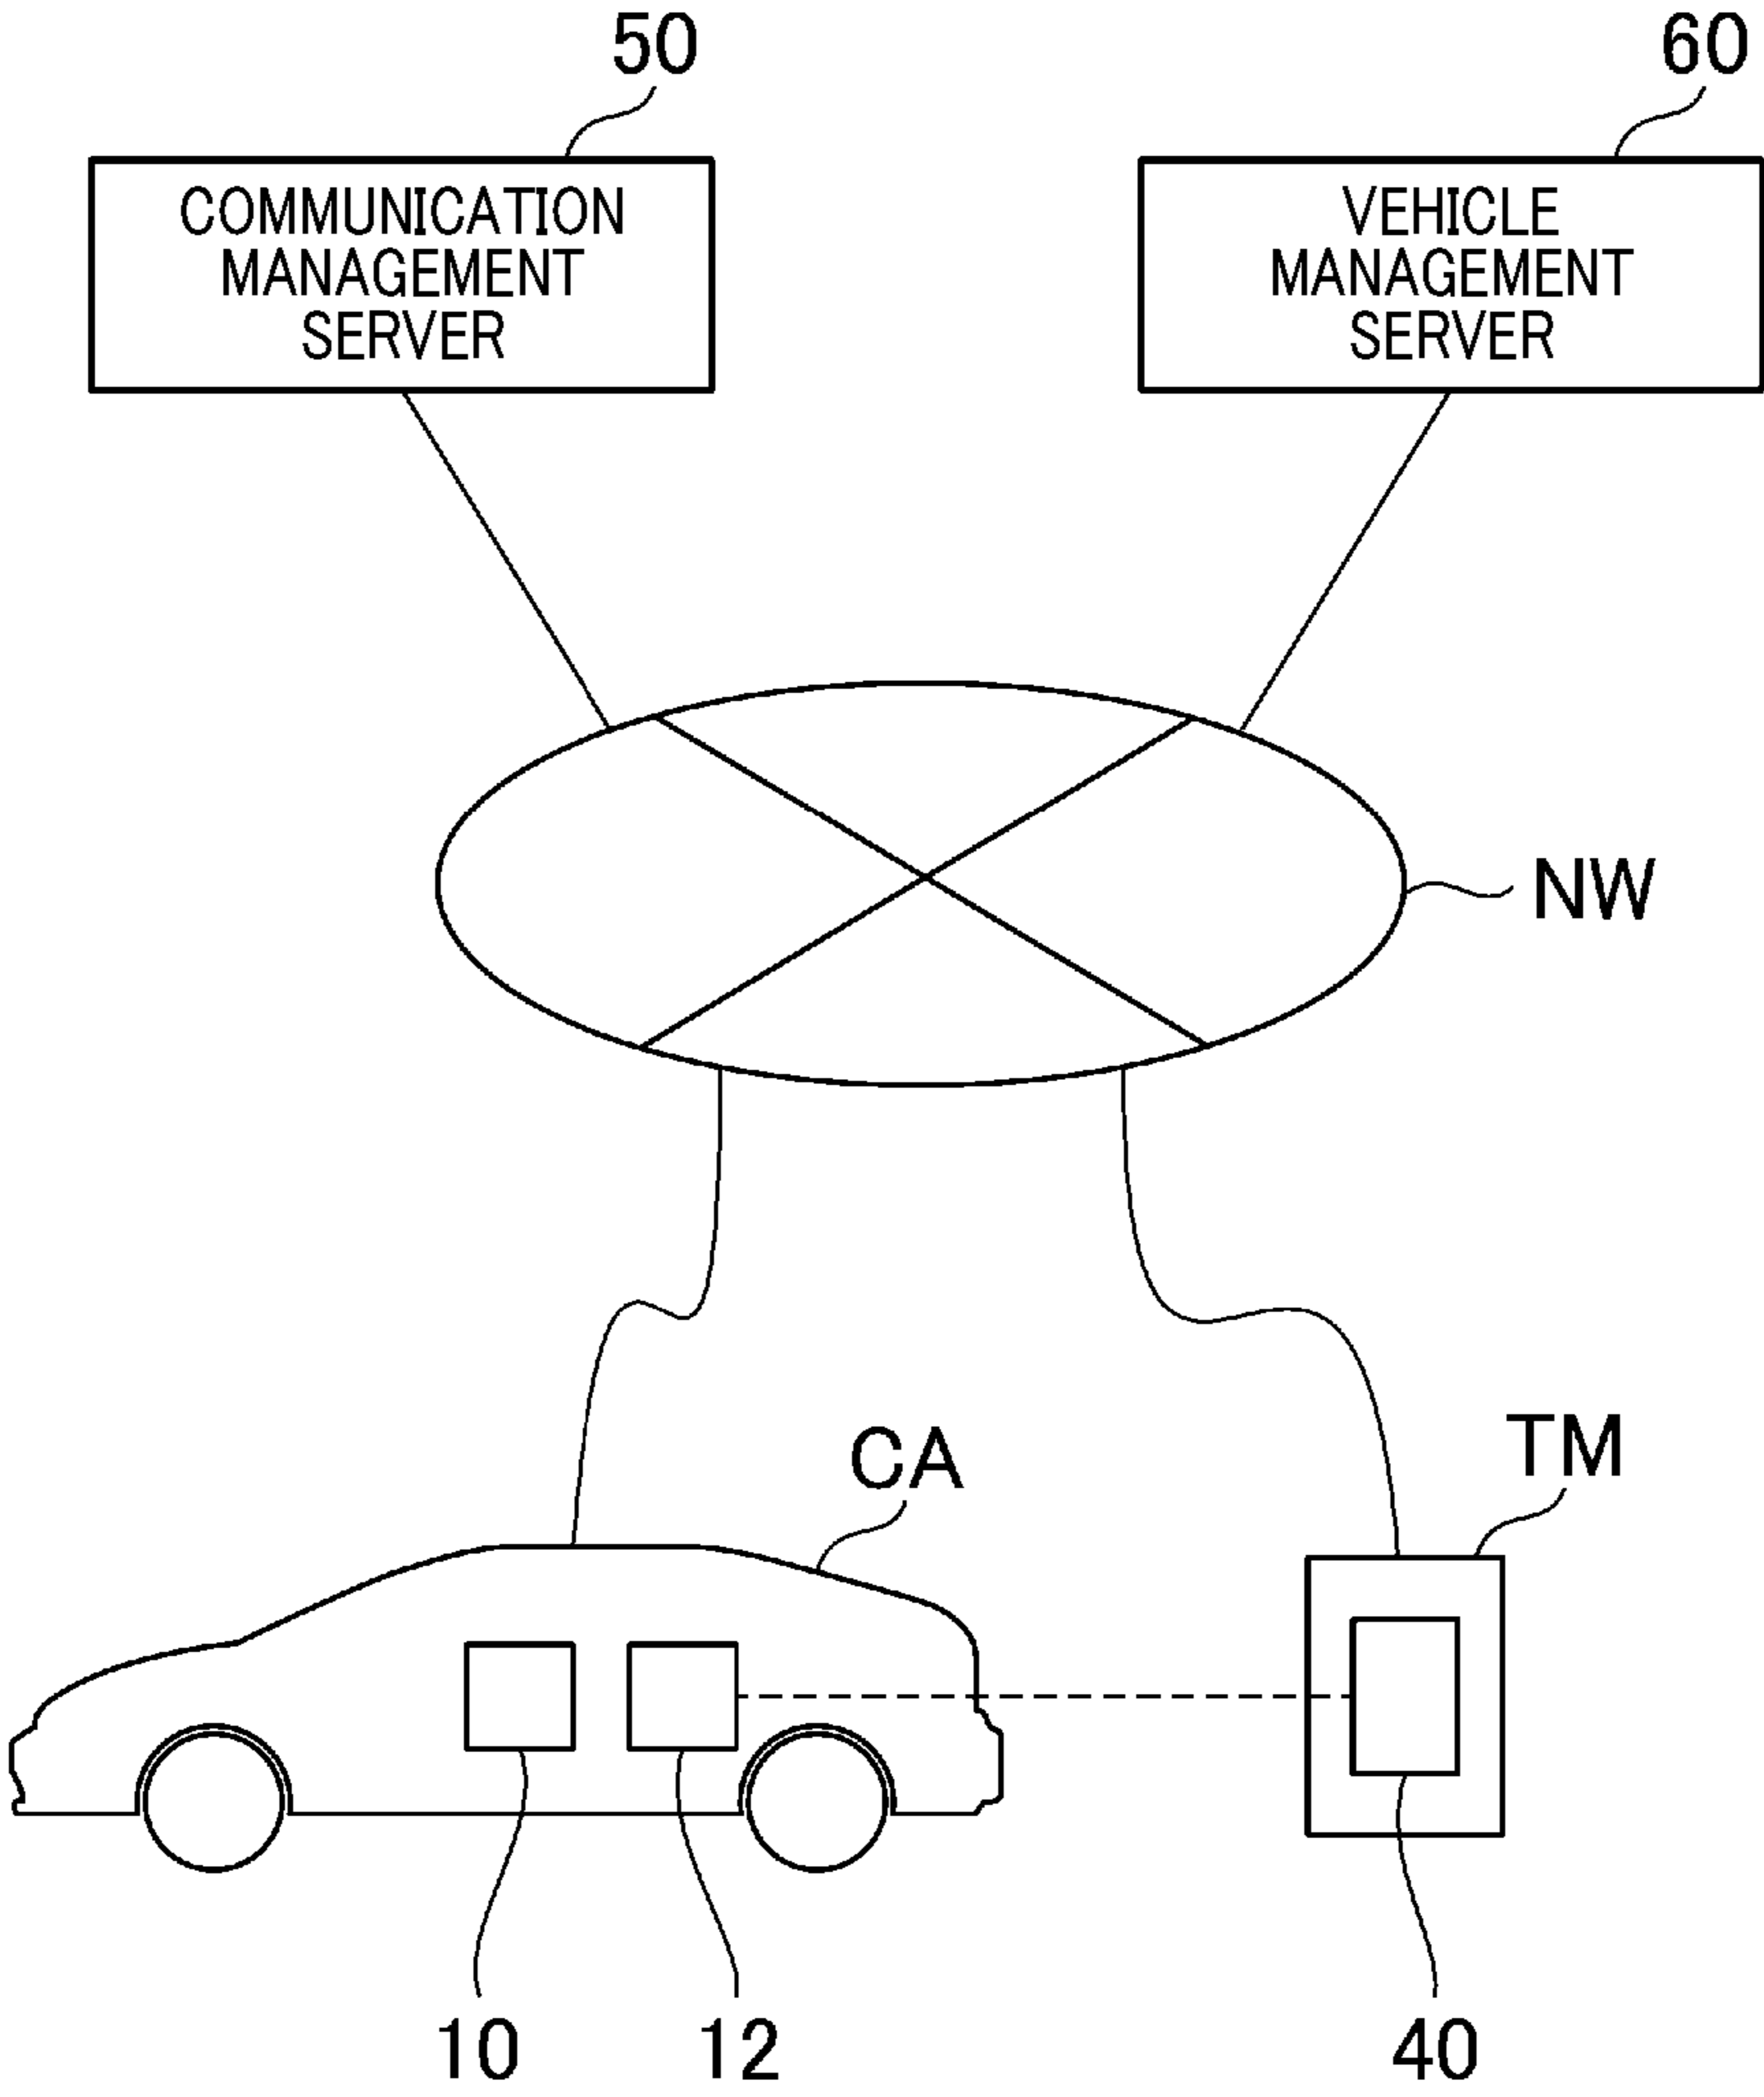 50
60
COMMUNICATION
MANAGEMENT
SERVER
VEHICLE
MANAGEMENT
SERVER
NW
CA
TM
10
12
40